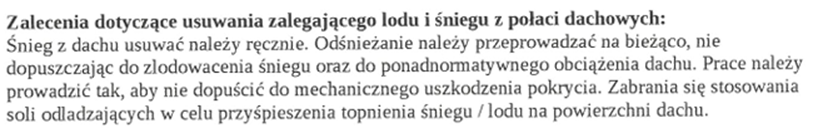 Zalecenia dotyczące usuwania zalegającego lodu i śniegu z połaci dachowych:
Śnieg z dachu usuwać należy ręcznie. Odśnieżanie należy przeprowadzać na bieżąco, nie
dopuszczając do zlodowacenia śniegu oraz do ponadnormatywnego obciążenia dachu. Prace należy
prowadzić tak, aby nie dopuścić do mechanicznego uszkodzenia pokrycia. Zabrania się stosowania
soli odladzających w celu przyśpieszenia topnienia śniegu / lodu na powierzchni dachu.